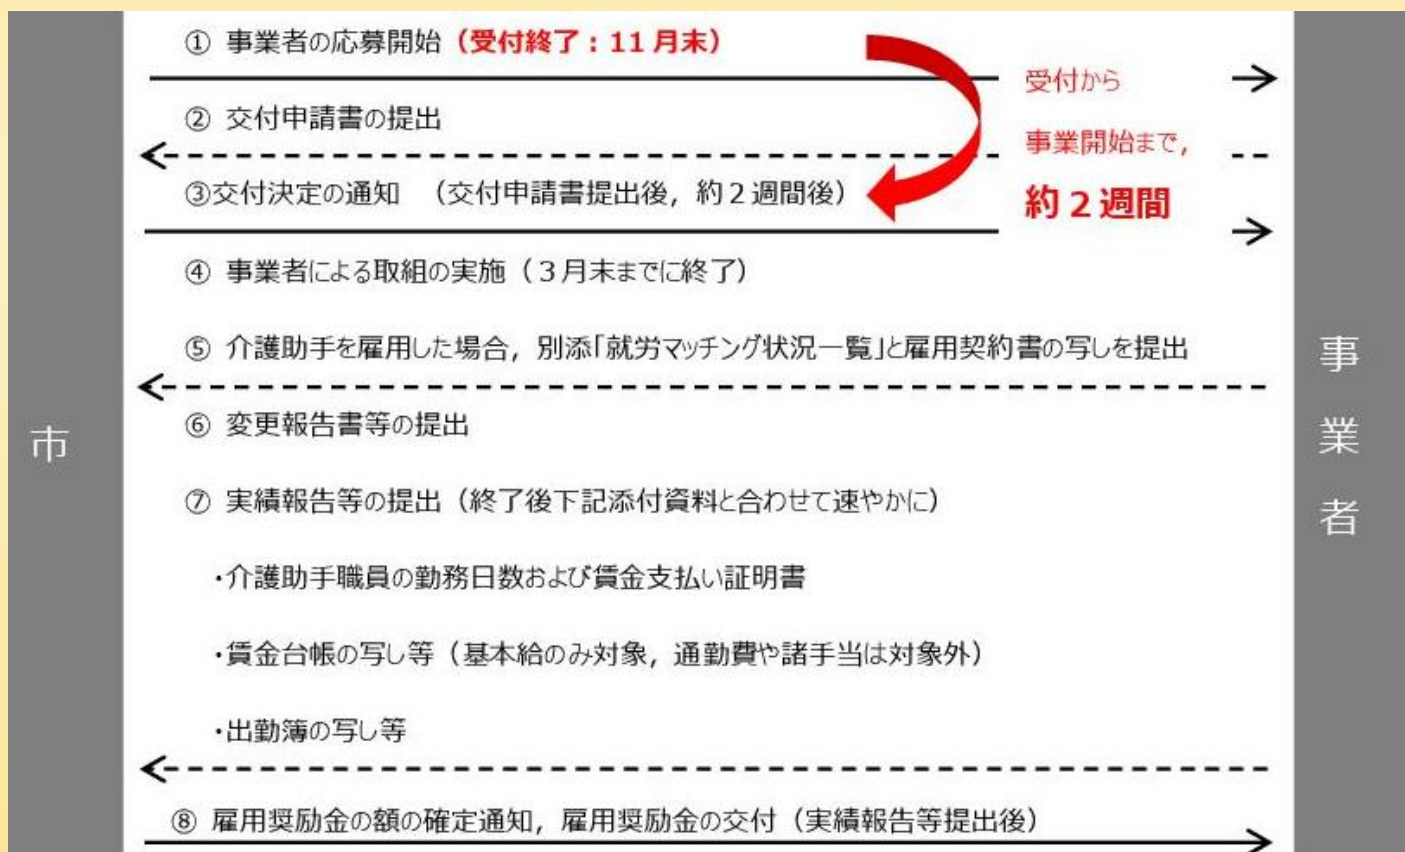 市
① 事業者の応募開始（受付終了：11月末）
受付から
② 交付申請書の提出
事業開始まで，
③交付決定の通知　（交付申請書提出後，約２週間後）
約２週間
④ 事業者による取組の実施（３月末までに終了）
⑤ 介護助手を雇用した場合，別添「就労マッチング状況一覧」と雇用契約書の写しを提出
⑥ 変更報告書等の提出
⑦ 実績報告等の提出（終了後下記添付資料と合わせて速やかに）
・介護助手職員の勤務日数および賃金支払い証明書
・賃金台帳の写し等（基本給のみ対象，通勤費や諸手当は対象外）
・出勤簿の写し等
⑧ 雇用奨励金の額の確定通知，雇用奨励金の交付（実績報告等提出後）
事業者